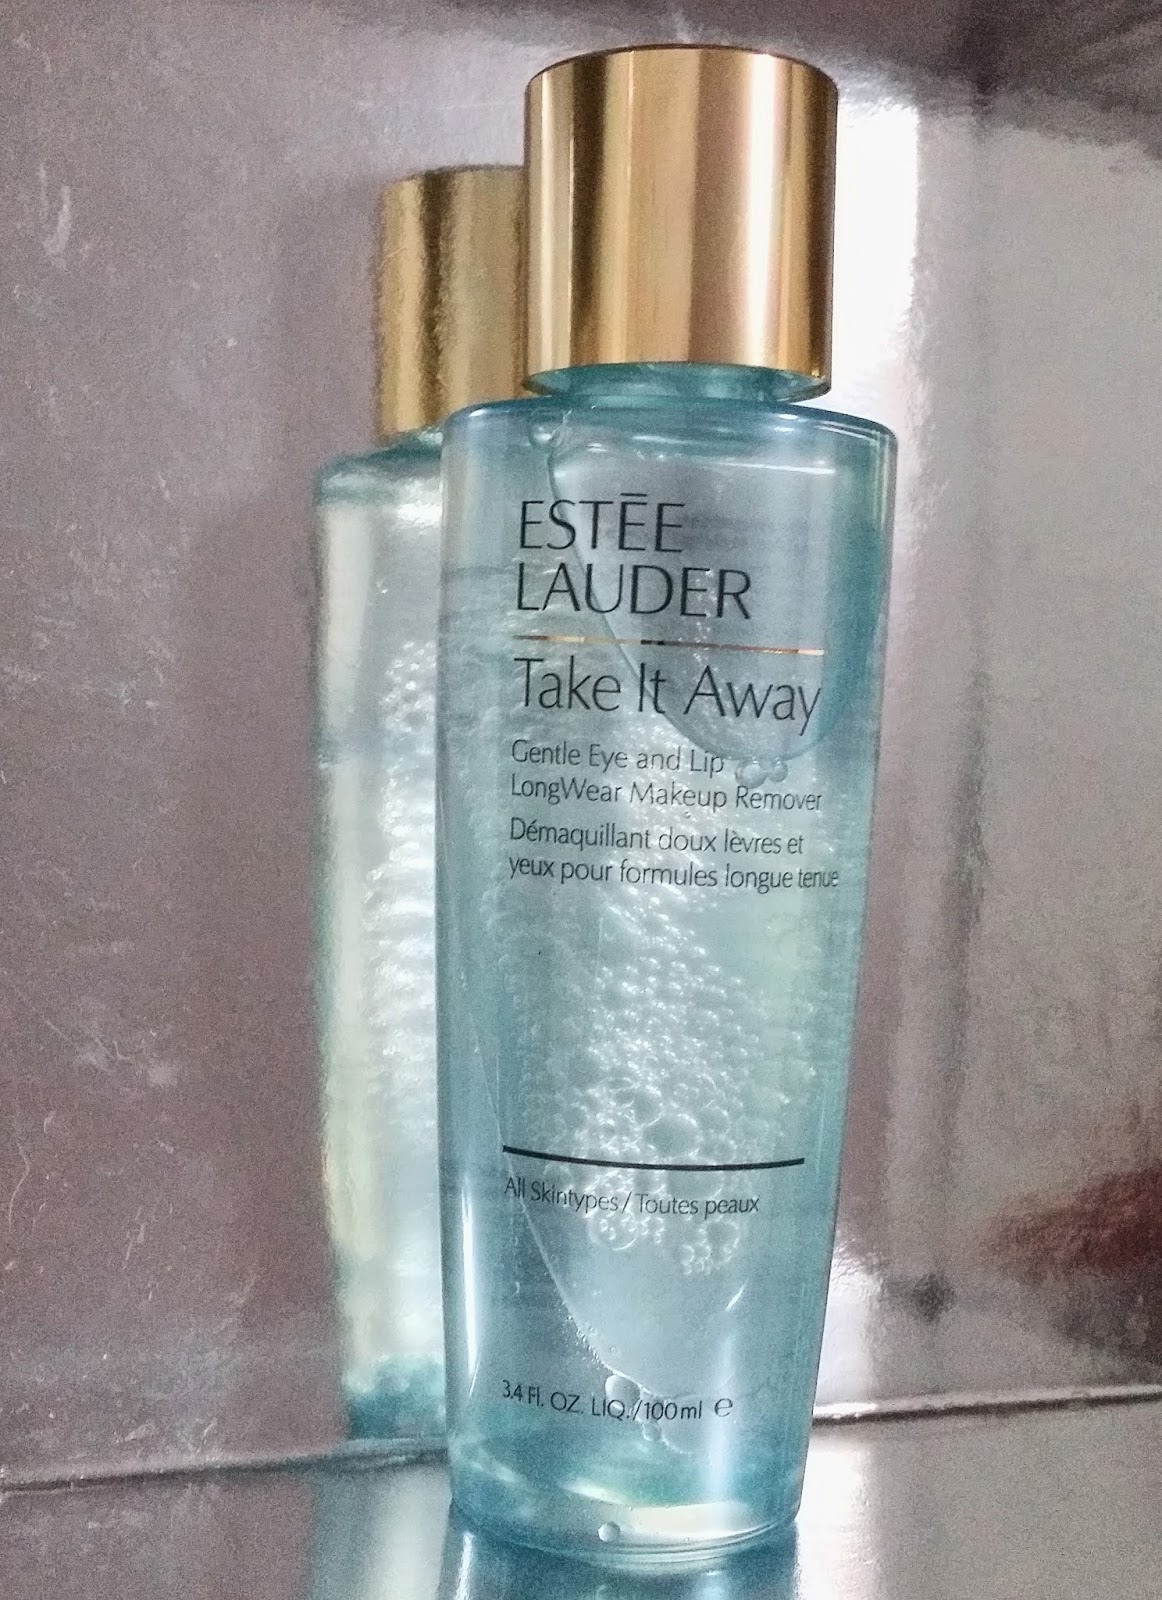 ESTĒE
LAUDER
Take It Away
Gentle Eye and Lip
LongWear Makeup Remover
Démaquillant doux lèvres et
yeux pour formules longue tenue
All Skintypes / Toutes peaux
3.4 Fl. OZ. LIQ./100 ml ℮